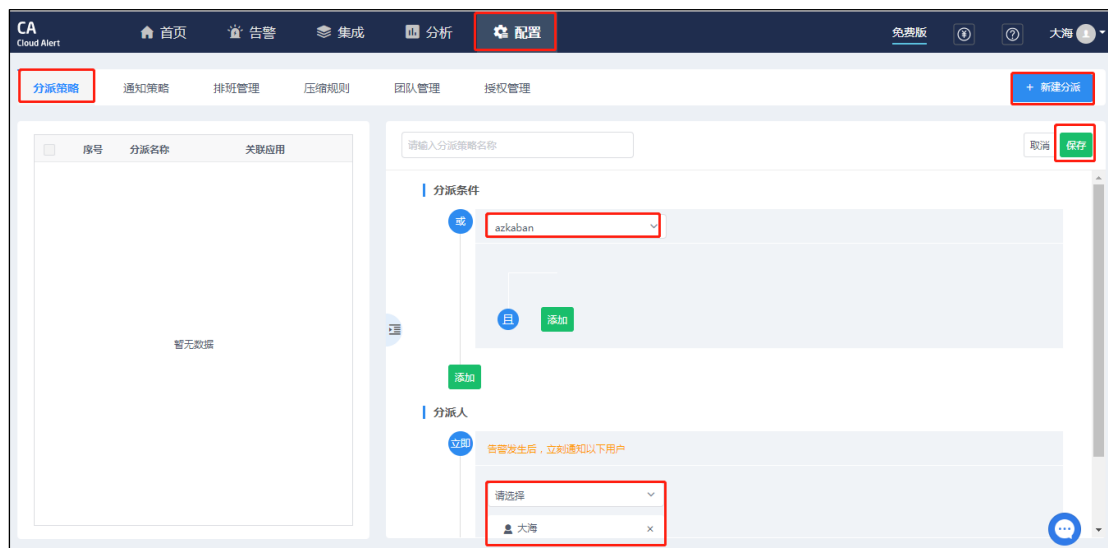 CA
Cloud Alert
首页
告警
集成
分析
配置
免费版
大海
分派策略
通知策略
排班管理
压缩规则
团队管理
授权管理
+ 新建分派
序号 分派名称 关联应用
暂无数据
请输入分派策略名称
取消
保存
分派条件
或
azkaban
且
添加
添加
分派人
立即
告警发生后，立刻通知以下用户
请选择
大海 ×